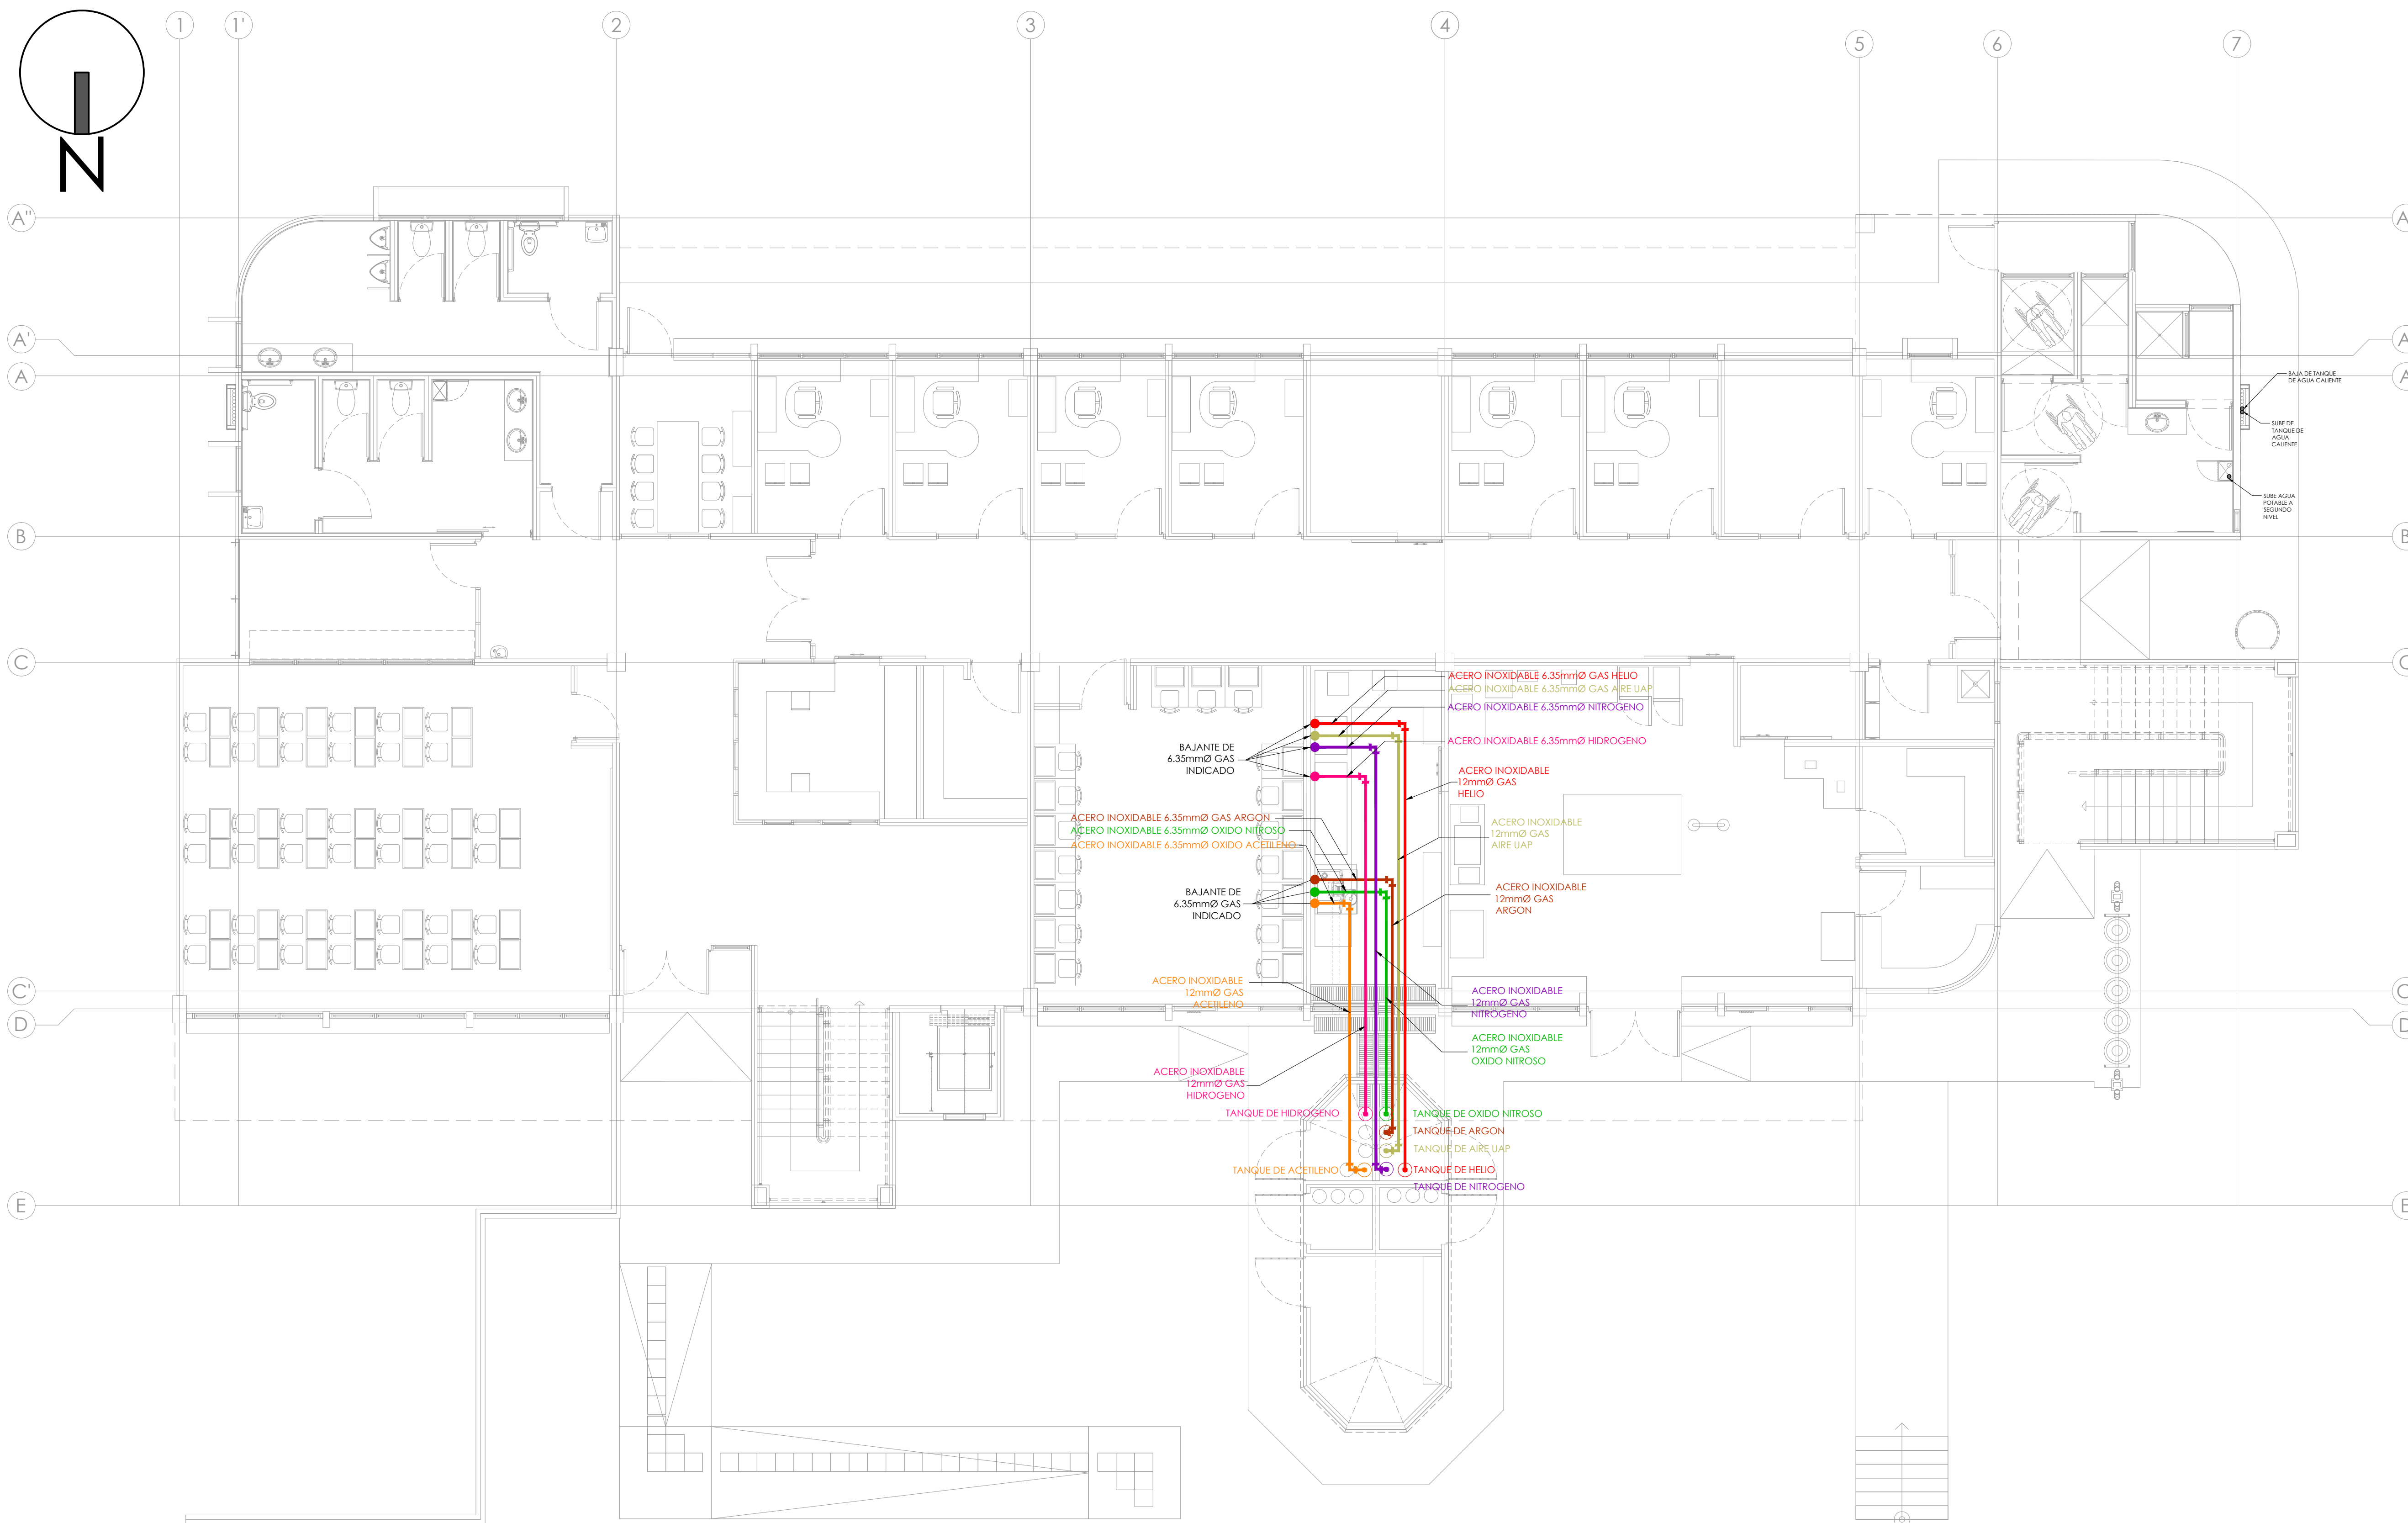 1
1'
2
3
4
5
6
7
N
A''
A'
A
B
C
C'
D
E
BAJA DE TANQUE
DE AGUA CALIENTE
SUBE DE
TANQUE DE
AGUA
CALIENTE
SUBE AGUA
POTABLE A
SEGUNDO
NIVEL
ACERO INOXIDABLE 6.35mmØ GAS HELIO
ACERO INOXIDABLE 6.35mmØ GAS AIRE UAP
ACERO INOXIDABLE 6.35mmØ NITROGENO
ACERO INOXIDABLE 6.35mmØ HIDROGENO
BAJANTE DE
6.35mmØ GAS
INDICADO
ACERO INOXIDABLE
12mmØ GAS
HELIO
ACERO INOXIDABLE 6.35mmØ GAS ARGON
ACERO INOXIDABLE 6.35mmØ OXIDO NITROSO
ACERO INOXIDABLE 6.35mmØ OXIDO ACETILENO
ACERO INOXIDABLE
12mmØ GAS
AIRE UAP
BAJANTE DE
6.35mmØ GAS
INDICADO
ACERO INOXIDABLE
12mmØ GAS
ARGON
ACERO INOXIDABLE
12mmØ GAS
ACETILENO
ACERO INOXIDABLE
12mmØ GAS
NITROGENO
ACERO INOXIDABLE
12mmØ GAS
OXIDO NITROSO
ACERO INOXIDABLE
12mmØ GAS
HIDROGENO
TANQUE DE HIDROGENO
TANQUE DE OXIDO NITROSO
TANQUE DE ARGON
TANQUE DE AIRE UAP
TANQUE DE ACETILENO
TANQUE DE HELIO
TANQUE DE NITROGENO
A
A
A
B
C
C
D
E